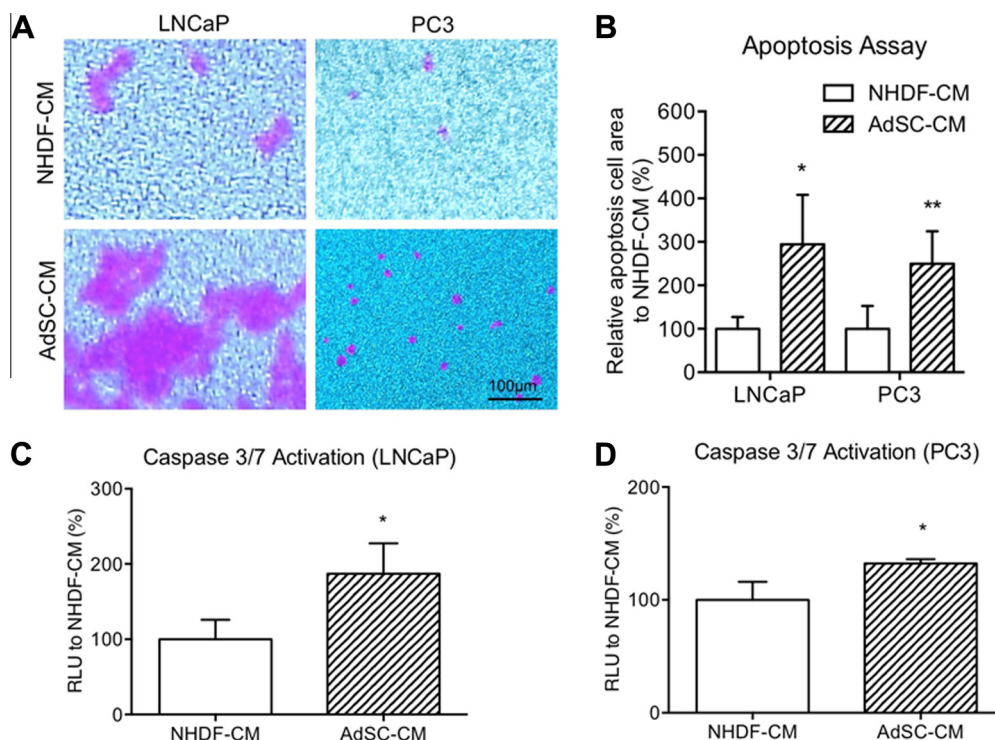 A
LNCaP
PC3
NHDF-CM
AdSC-CM
100μm
B
Apoptosis Assay
NHDF-CM
AdSC-CM
Relative apoptosis cell area
to NHDF-CM (%)
600
500
400
300
200
100
0
*
**
LNCaP
PC3
C
Caspase 3/7 Activation (LNCaP)
RLU to NHDF-CM (%)
300
200
100
0
*
NHDF-CM
AdSC-CM
D
Caspase 3/7 Activation (PC3)
RLU to NHDF-CM (%)
200
100
0
*
NHDF-CM
AdSC-CM